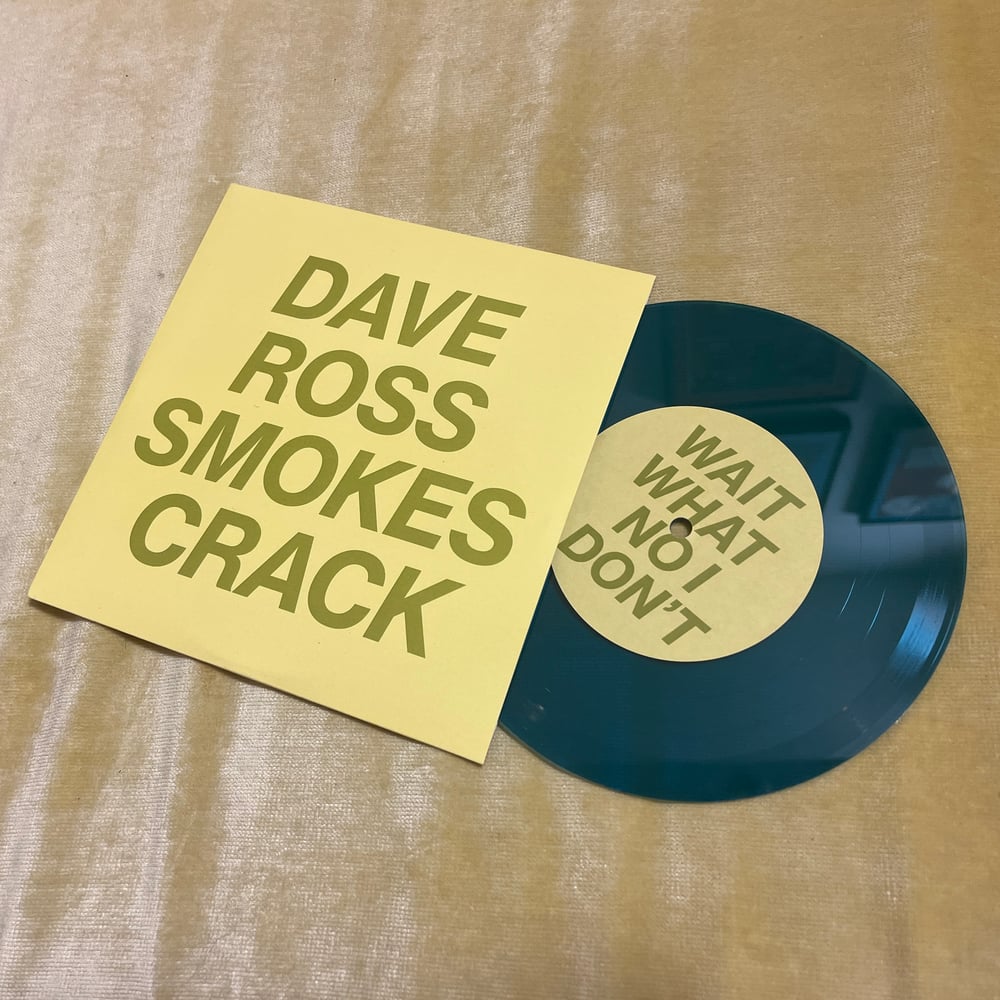 DAVE
ROSS
SMOKES
CRACK
WAIT
WHAT
NO I
DON'T